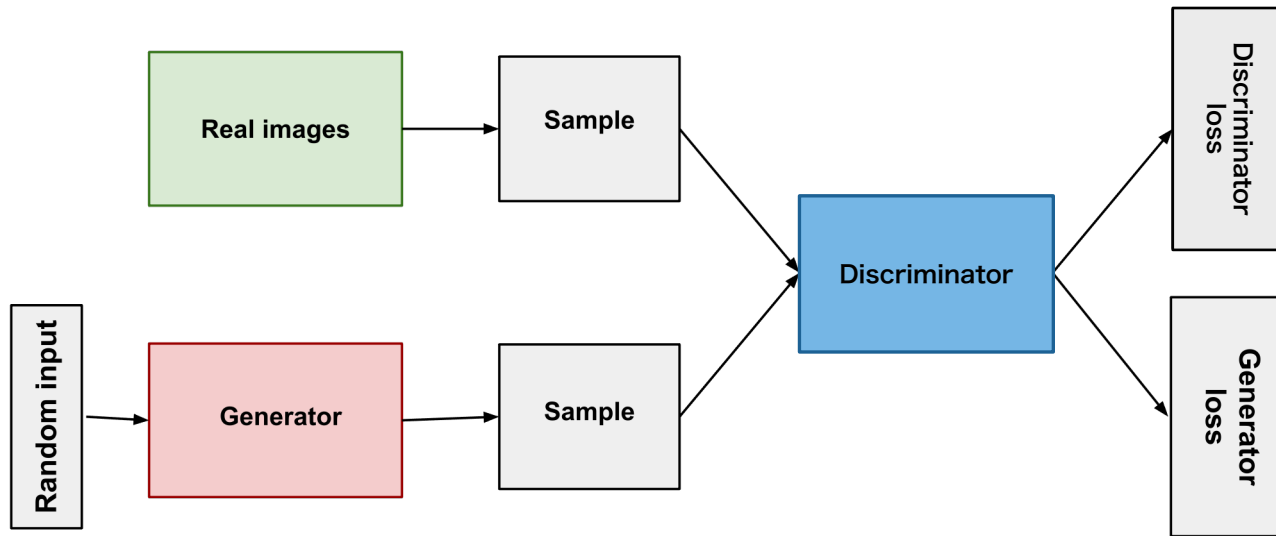 Real images
Sample
Discriminator
loss
Discriminator
Random input
Generator
Sample
Generator
loss